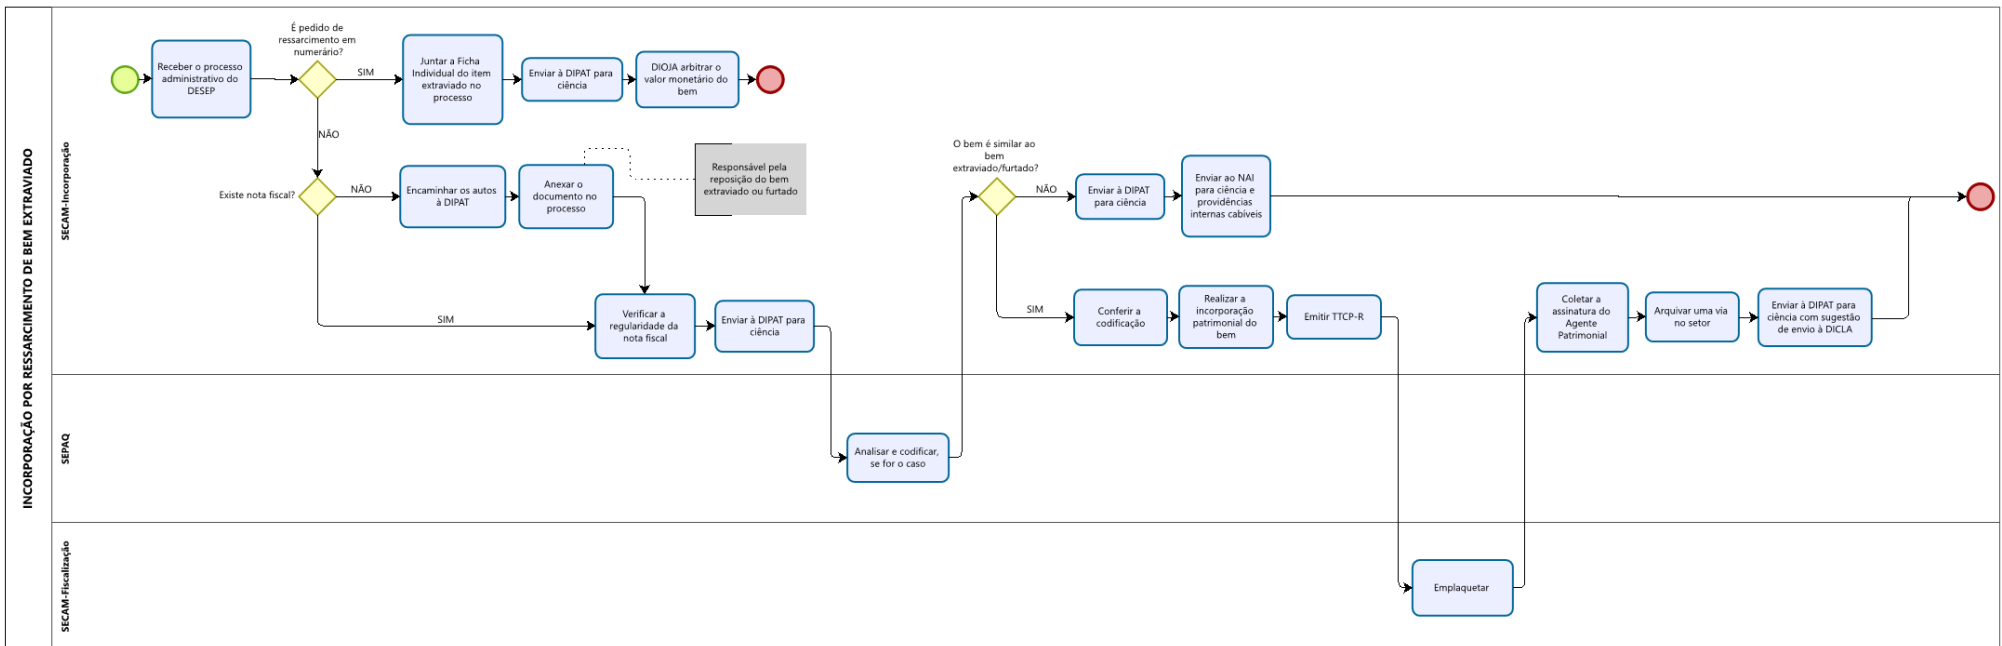 INCORPORAÇÃO POR RESSARCIMENTO DE BEM EXTRAVIADO
SECAM-Incorporação
Receber o processo
administrativo do
DESEP
É pedido de
ressarcimento em
numerário?
SIM
Juntar a Ficha
Individual do item
extraviado no
processo
Enviar à DIPAT para
ciência
DIOJA arbitrar o
valor monetário do
bem
NÃO
Existe nota fiscal?
NÃO
Encaminhar os autos
à DIPAT
Anexar o
documento no
processo
Responsável pela
reposição do bem
extraviado ou furtado
SIM
Verificar a
regularidade da
nota fiscal
Enviar à DIPAT para
ciência
O bem é similar ao
bem
extraviado/furtado?
NÃO
Enviar à DIPAT
para ciência
Enviar ao NAI
para ciência e
providências
internas cabíveis
SIM
Conferir a
codificação
Realizar a
incorporação
patrimonial do
bem
Emitir TTCP-R
Coletar a
assinatura do
Agente
Patrimonial
Arquivar uma via
no setor
Enviar à DIPAT para
ciência com sugestão
de envio à DICLA
SEPAQ
Analisar e codificar,
se for o caso
SECAM-Fiscalização
Emplaquetar